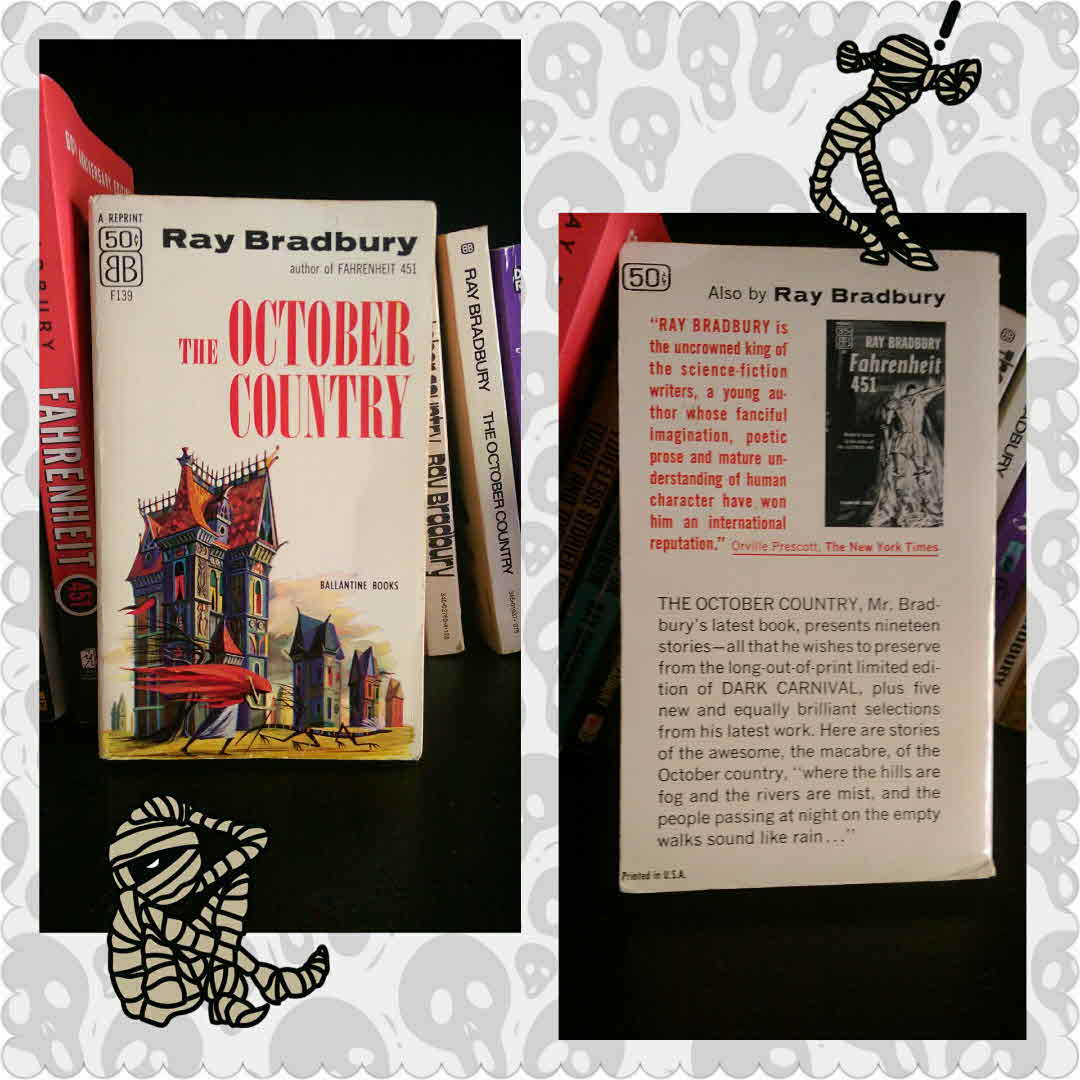 60TH ANNIVERSARY
FAHRENHEIT
451
A REPRINT
50¢
BB
F139
Ray Bradbury
author of FAHRENHEIT 451
THE OCTOBER
COUNTRY
BALLANTINE BOOKS
Ray Bradbury
BB
RAY BRADBURY THE OCTOBER COUNTRY
!
50¢
Also by Ray Bradbury
"RAY BRADBURY is
the uncrowned king of
the science-fiction
writers, a young au-
thor whose fanciful
imagination, poetic
prose and mature un-
derstanding of human
character have won
him an international
reputation." Orville Prescott, The New York Times
RAY BRADBURY
Fahrenheit
451
THE OCTOBER COUNTRY, Mr. Brad-
bury's latest book, presents nineteen
stories—all that he wishes to preserve
from the long-out-of-print limited edi-
tion of DARK CARNIVAL, plus five
new and equally brilliant selections
from his latest work. Here are stories
of the awesome, the macabre, of the
October country, "where the hills are
fog and the rivers are mist, and the
people passing at night on the empty
walks sound like rain..."
Printed in U.S.A.